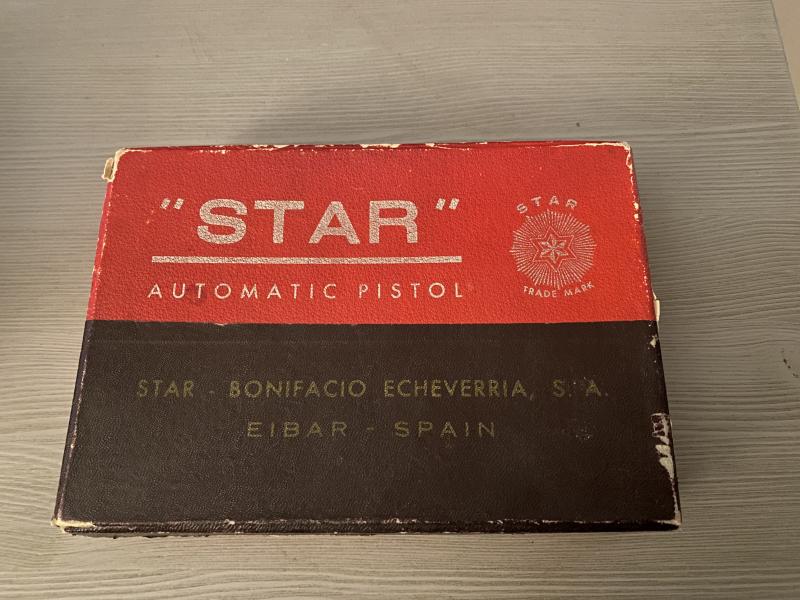 "STAR"
AUTOMATIC PISTOL
STAR
TRADE MARK
STAR - BONIFACIO ECHEVERRIA, S. A.
EIBAR - SPAIN